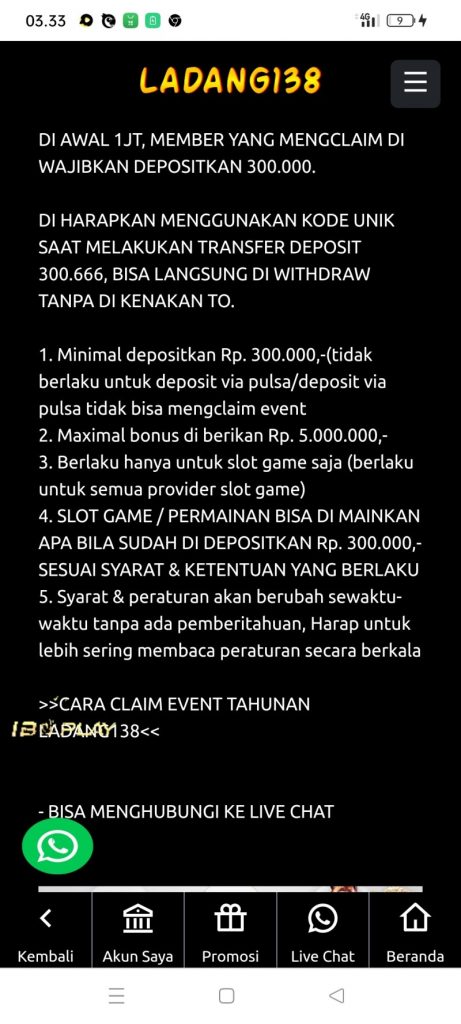 03.33
4G
9
LADANG138
DI AWAL 1JT, MEMBER YANG MENGCLAIM DI
WAJIBKAN DEPOSITKAN 300.000.
DI HARAPKAN MENGGUNAKAN KODE UNIK
SAAT MELAKUKAN TRANSFER DEPOSIT
300.666, BISA LANGSUNG DI WITHDRAW
TANPA DI KENAKAN TO.
1. Minimal depositkan Rp. 300.000,-(tidak
berlaku untuk deposit via pulsa/deposit via
pulsa tidak bisa mengclaim event
2. Maximal bonus di berikan Rp. 5.000.000,-
3. Berlaku hanya untuk slot game saja (berlaku
untuk semua provider slot game)
4. SLOT GAME / PERMAINAN BISA DI MAINKAN
APA BILA SUDAH DI DEPOSITKAN Rp. 300.000,-
SESUAI SYARAT & KETENTUAN YANG BERLAKU
5. Syarat & peraturan akan berubah sewaktu-
waktu tanpa ada pemberitahuan, Harap untuk
lebih sering membaca peraturan secara berkala
>>CARA CLAIM EVENT TAHUNAN
LADANG138<<
- BISA MENGHUBUNGI KE LIVE CHAT
Kembali
Akun Saya
Promosi
Live Chat
Beranda